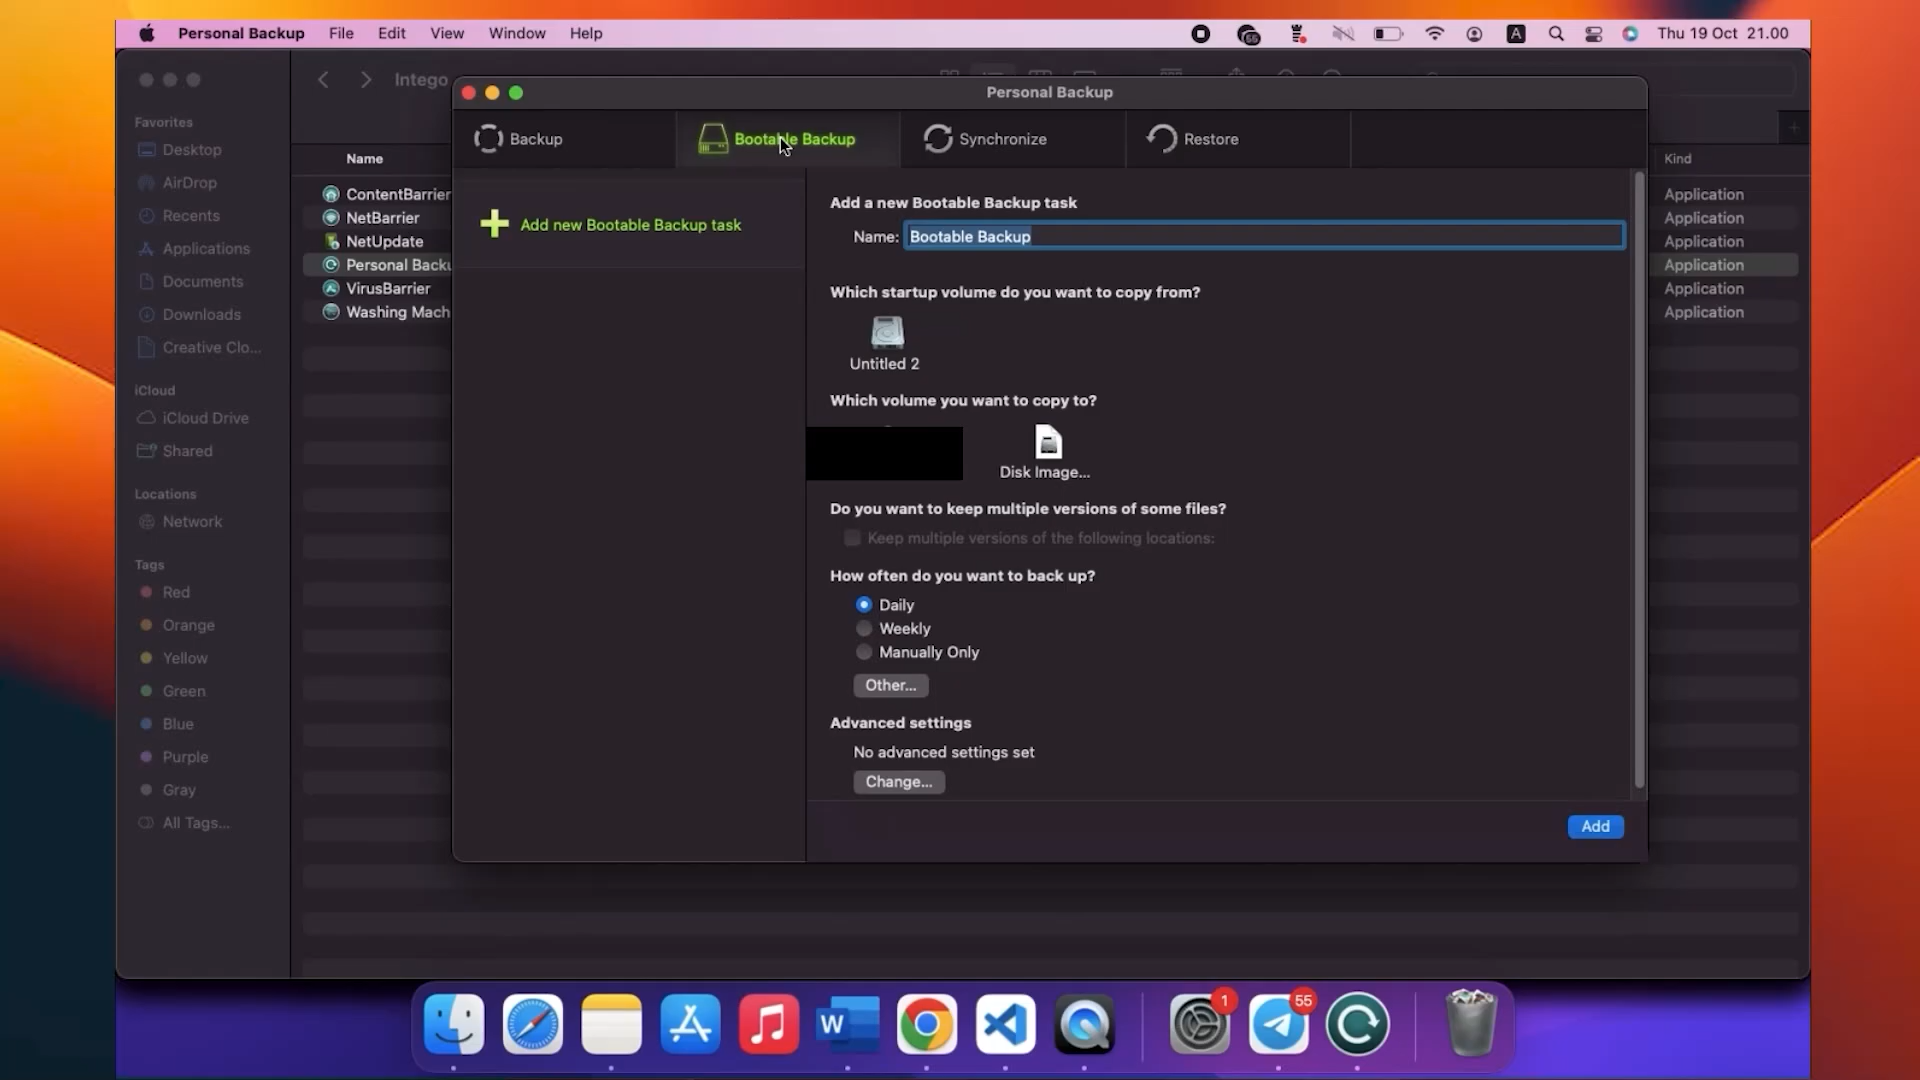 Personal Backup File Edit View Window Help
55 A Thu 19 Oct 21.00
Intego
Personal Backup
Favorites
Desktop
AirDrop
Recents
Applications
Documents
Downloads
Creative Clo...
iCloud
iCloud Drive
Shared
Locations
Network
Tags
Red
Orange
Yellow
Green
Blue
Purple
Gray
All Tags...
Name
ContentBarrier
NetBarrier
NetUpdate
Personal Backu
VirusBarrier
Washing Mach
Backup
Bootable Backup
Synchronize
Restore
Add new Bootable Backup task
Add a new Bootable Backup task
Name: Bootable Backup
Which startup volume do you want to copy from?
Untitled 2
Which volume you want to copy to?
Disk Image...
Do you want to keep multiple versions of some files?
Keep multiple versions of the following locations:
How often do you want to back up?
Daily
Weekly
Manually Only
Other...
Advanced settings
No advanced settings set
Change...
Add
Kind
Application
Application
Application
Application
Application
Application
W
1
55